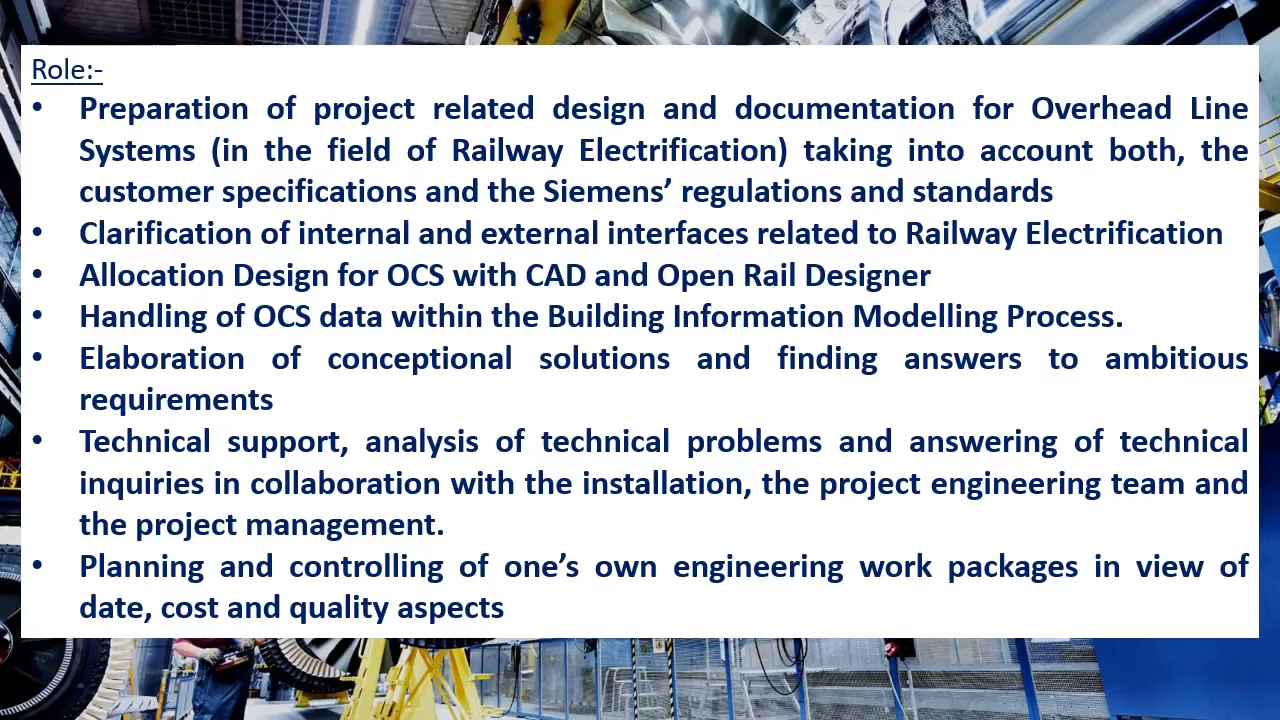 Role:-
• Preparation of project related design and documentation for Overhead Line
Systems (in the field of Railway Electrification) taking into account both, the
customer specifications and the Siemens’ regulations and standards
• Clarification of internal and external interfaces related to Railway Electrification
• Allocation Design for OCS with CAD and Open Rail Designer
• Handling of OCS data within the Building Information Modelling Process.
• Elaboration of conceptional solutions and finding answers to ambitious
requirements
• Technical support, analysis of technical problems and answering of technical
inquiries in collaboration with the installation, the project engineering team and
the project management.
• Planning and controlling of one’s own engineering work packages in view of
date, cost and quality aspects